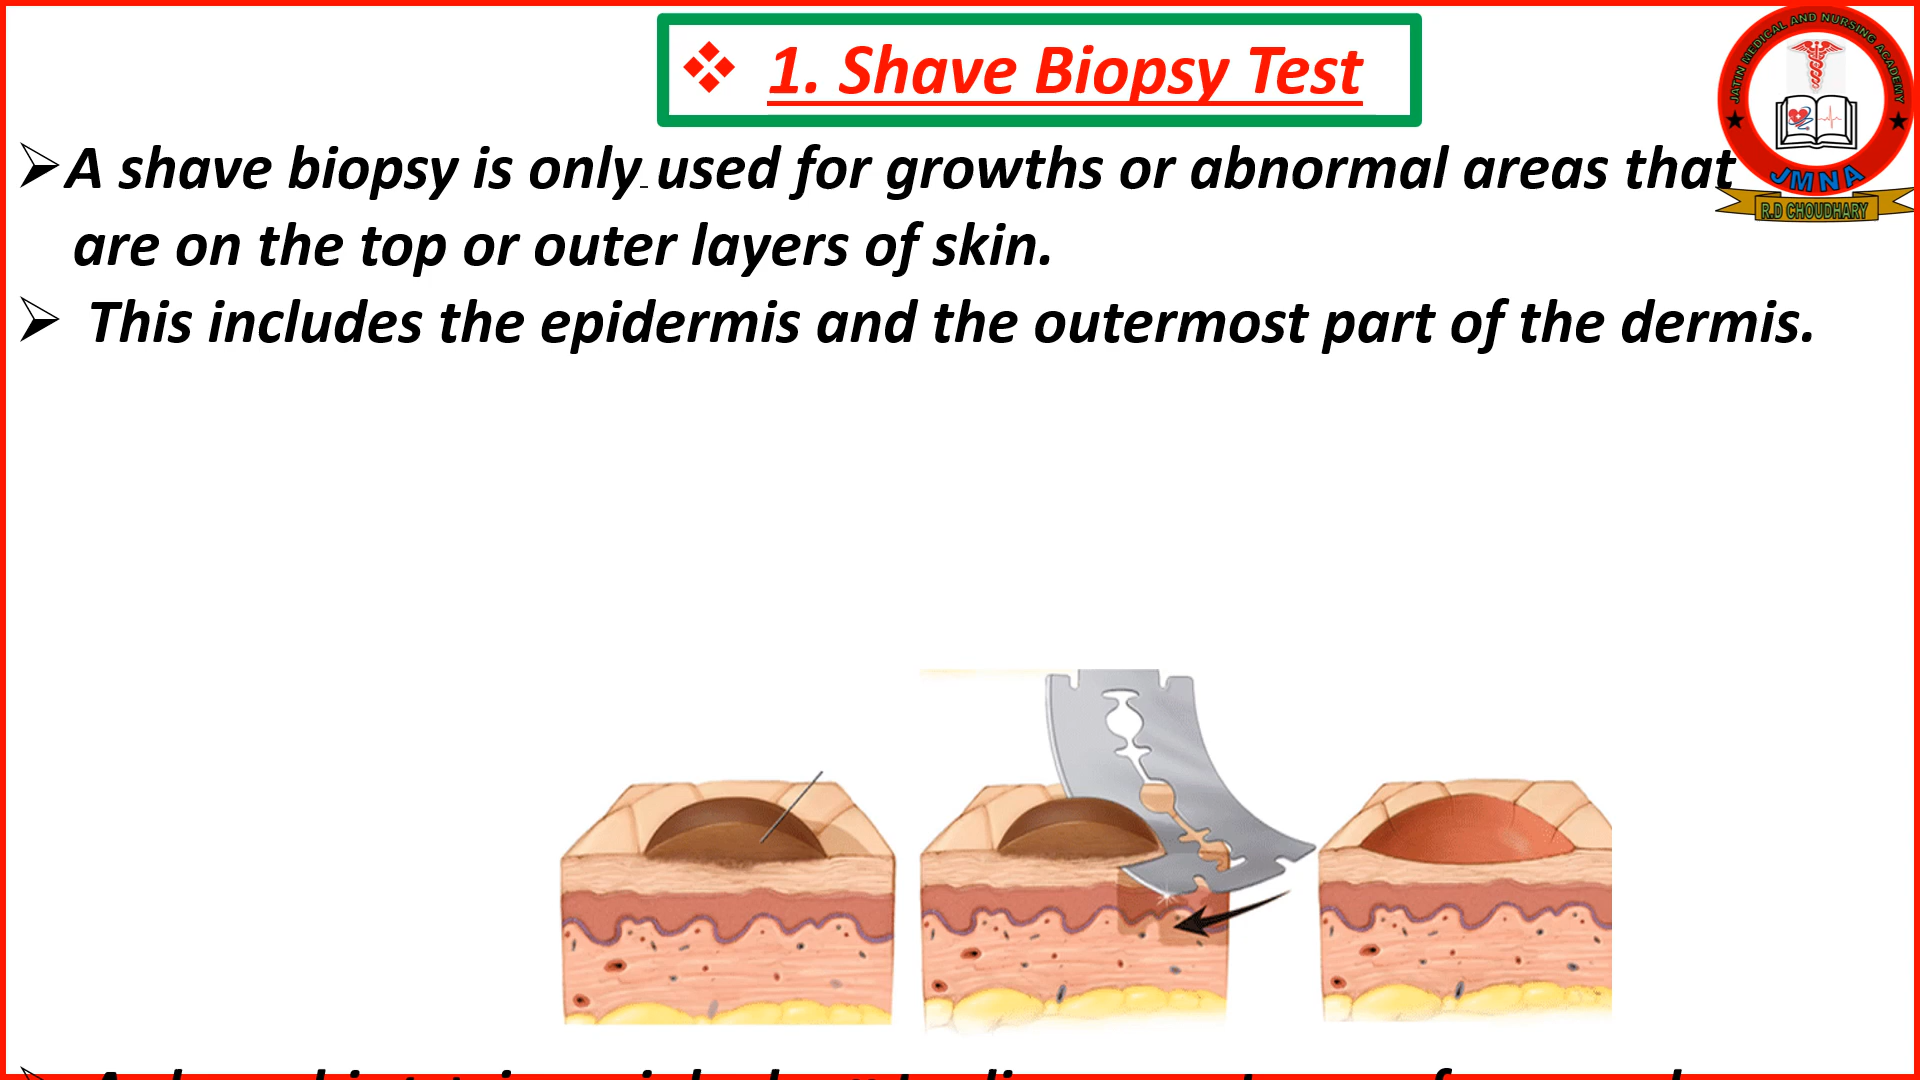 1. Shave Biopsy Test
JATIN MEDICAL AND NURSING ACADEMY
JMNA
R.D CHOUDHARY
A shave biopsy is only used for growths or abnormal areas that
are on the top or outer layers of skin.
This includes the epidermis and the outermost part of the dermis.